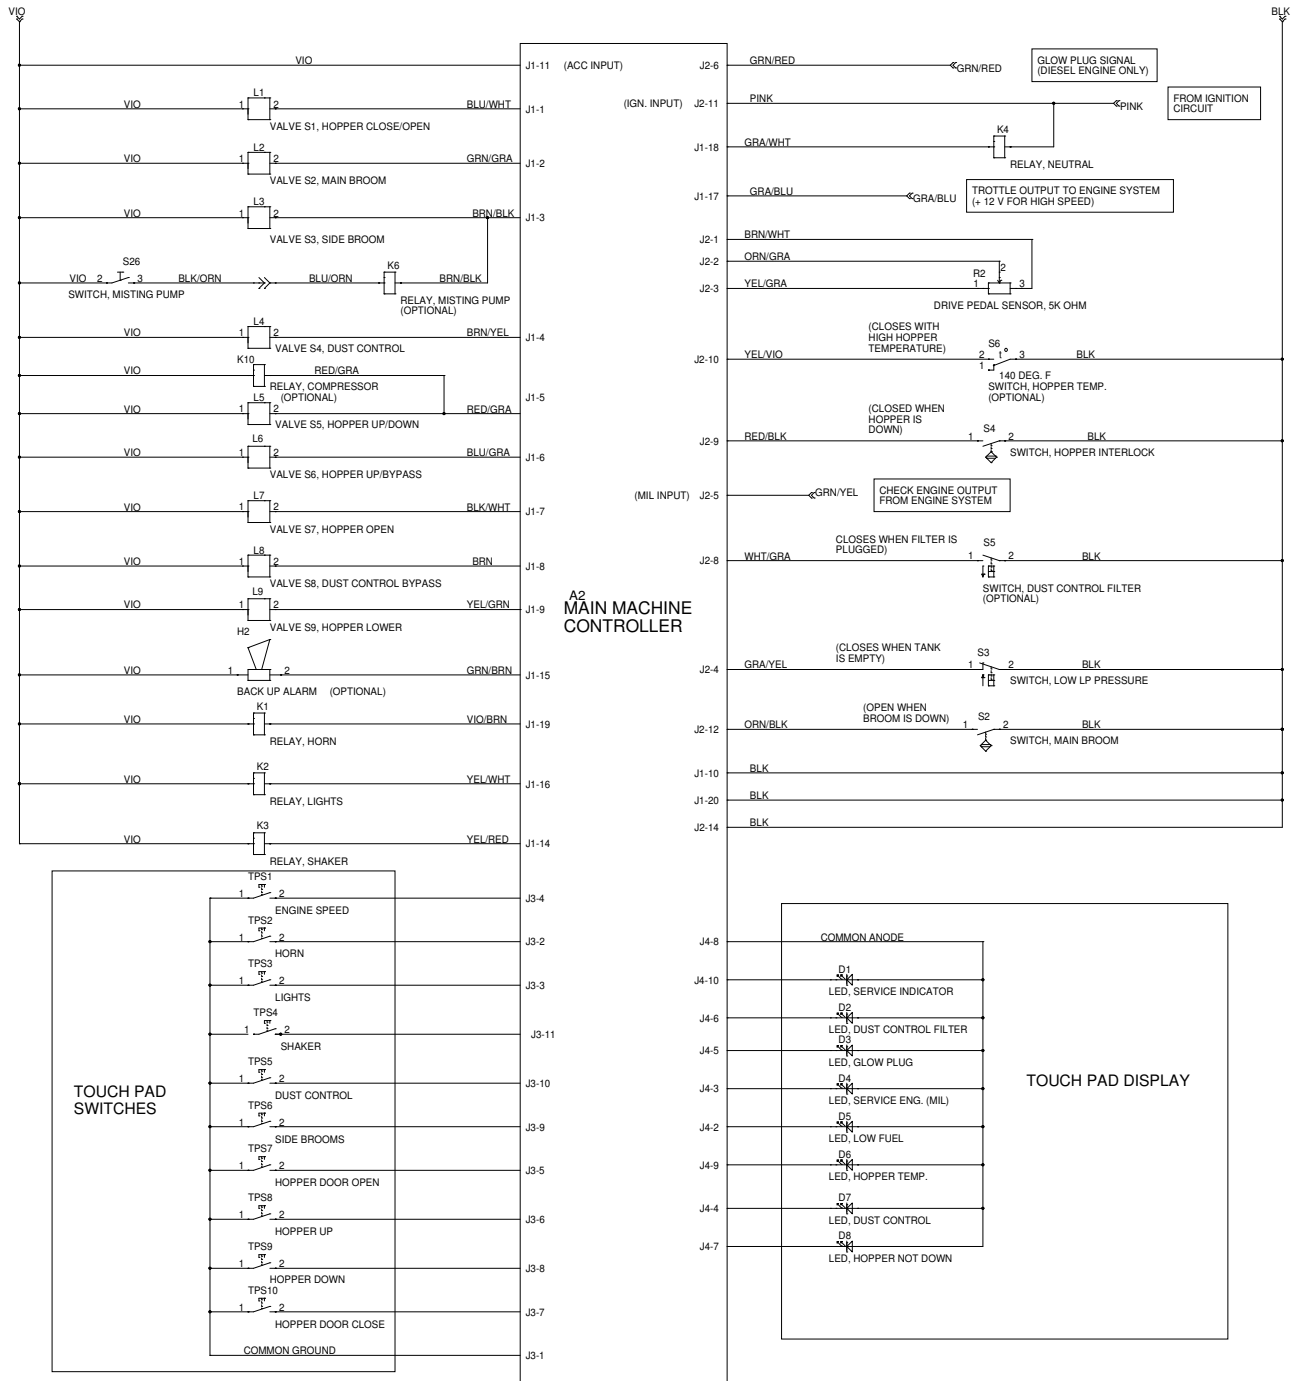 VIO
BLK
VIO
J1-11 (ACC INPUT)
VIO
1 L1 2
BLU/WHT
J1-1
VALVE S1, HOPPER CLOSE/OPEN
VIO
1 L2 2
GRN/GRA
J1-2
VALVE S2, MAIN BROOM
VIO
1 L3 2
BRN/BLK
J1-3
VALVE S3, SIDE BROOM
S26
VIO 2 3 BLK/ORN
BLU/ORN
K6
BRN/BLK
SWITCH, MISTING PUMP
RELAY, MISTING PUMP
(OPTIONAL)
VIO
1 L4 2
BRN/YEL
J1-4
VALVE S4, DUST CONTROL
K10
VIO
RED/GRA
RELAY, COMPRESSOR
(OPTIONAL)
J1-5
VIO
1 L5 2
RED/GRA
VALVE S5, HOPPER UP/DOWN
VIO
1 L6 2
BLU/GRA
J1-6
VALVE S6, HOPPER UP/BYPASS
VIO
1 L7 2
BLK/WHT
J1-7
VALVE S7, HOPPER OPEN
VIO
1 L8 2
BRN
J1-8
VALVE S8, DUST CONTROL BYPASS
VIO
1 L9 2
YEL/GRN
J1-9
VALVE S9, HOPPER LOWER
H2
VIO
1 2
GRN/BRN
J1-15
BACK UP ALARM (OPTIONAL)
K1
VIO
VIO/BRN
J1-19
RELAY, HORN
K2
VIO
YEL/WHT
J1-16
RELAY, LIGHTS
K3
VIO
YEL/RED
J1-14
RELAY, SHAKER
A2
MAIN MACHINE
CONTROLLER
J2-6
GRN/RED
GRN/RED
GLOW PLUG SIGNAL
(DIESEL ENGINE ONLY)
(IGN. INPUT) J2-11
PINK
PINK
FROM IGNITION
CIRCUIT
J1-18
GRA/WHT
K4
RELAY, NEUTRAL
J1-17
GRA/BLU
GRA/BLU
THROTTLE OUTPUT TO ENGINE SYSTEM
(+ 12 V FOR HIGH SPEED)
J2-1
BRN/WHT
J2-2
ORN/GRA
2
J2-3
YEL/GRA
1 R2 3
DRIVE PEDAL SENSOR, 5K OHM
(CLOSES WITH
HIGH HOPPER
TEMPERATURE)
J2-10
YEL/VIO
S6
2 t° 3
1
BLK
140 DEG. F
SWITCH, HOPPER TEMP.
(OPTIONAL)
(CLOSED WHEN
HOPPER IS
DOWN)
J2-9
RED/BLK
S4
1 2
BLK
SWITCH, HOPPER INTERLOCK
(MIL INPUT) J2-5
GRN/YEL
CHECK ENGINE OUTPUT
FROM ENGINE SYSTEM
CLOSES WHEN FILTER IS
PLUGGED)
J2-8
WHT/GRA
S5
1 2
BLK
SWITCH, DUST CONTROL FILTER
(OPTIONAL)
(CLOSES WHEN TANK
IS EMPTY)
J2-4
GRA/YEL
S3
1 2
BLK
SWITCH, LOW LP PRESSURE
(OPEN WHEN
BROOM IS DOWN)
J2-12
ORN/BLK
S2
1 2
BLK
SWITCH, MAIN BROOM
J1-10
BLK
J1-20
BLK
J2-14
BLK
TOUCH PAD
SWITCHES
TPS1
1 2
J3-4
ENGINE SPEED
TPS2
1 2
J3-2
HORN
TPS3
1 2
J3-3
LIGHTS
TPS4
1 2
J3-11
SHAKER
TPS5
1 2
J3-10
DUST CONTROL
TPS6
1 2
J3-9
SIDE BROOMS
TPS7
1 2
J3-5
HOPPER DOOR OPEN
TPS8
1 2
J3-6
HOPPER UP
TPS9
1 2
J3-8
HOPPER DOWN
TPS10
1 2
J3-7
HOPPER DOOR CLOSE
COMMON GROUND
J3-1
J4-8
COMMON ANODE
J4-10
D1
LED, SERVICE INDICATOR
J4-6
D2
LED, DUST CONTROL FILTER
J4-5
D3
LED, GLOW PLUG
J4-3
D4
LED, SERVICE ENG. (MIL)
J4-2
D5
LED, LOW FUEL
J4-9
D6
LED, HOPPER TEMP.
J4-4
D7
LED, DUST CONTROL
J4-7
D8
LED, HOPPER NOT DOWN
TOUCH PAD DISPLAY